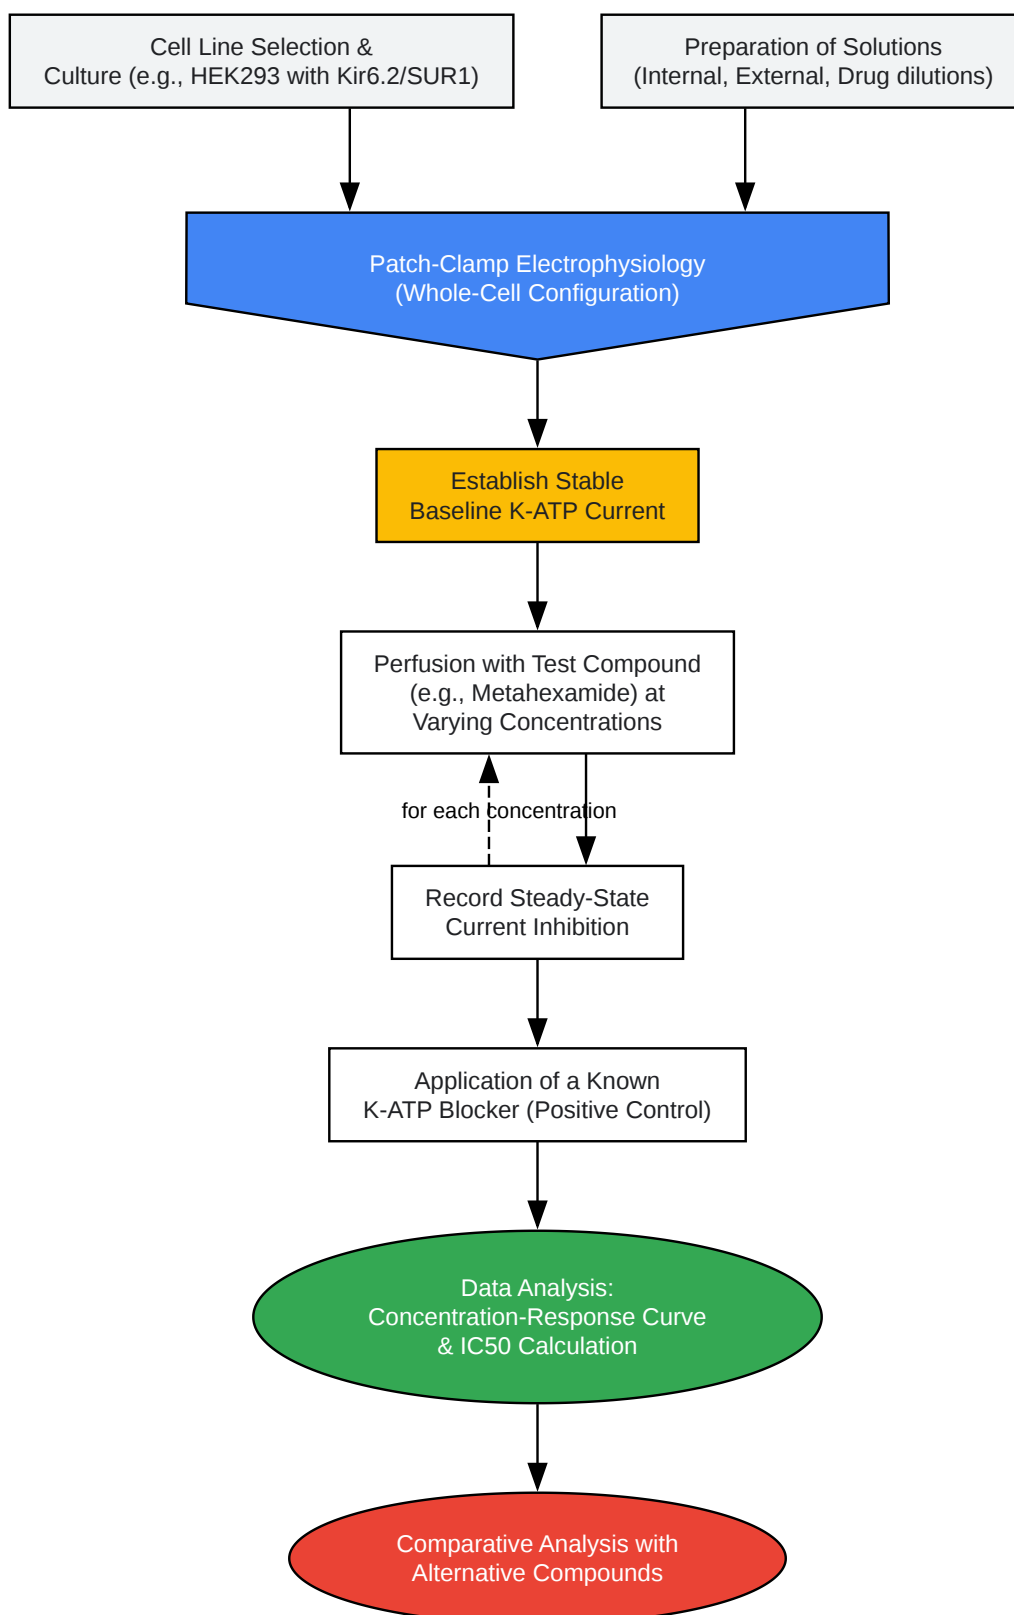 Cell Line Selection &
Culture (e.g., HEK293 with Kir6.2/SUR1)
Preparation of Solutions
(Internal, External, Drug dilutions)
Patch-Clamp Electrophysiology
(Whole-Cell Configuration)
Establish Stable
Baseline K-ATP Current
Perfusion with Test Compound
(e.g., Metahexamide) at
Varying Concentrations
for each concentration
Record Steady-State
Current Inhibition
Application of a Known
K-ATP Blocker (Positive Control)
Data Analysis:
Concentration-Response Curve
& IC50 Calculation
Comparative Analysis with
Alternative Compounds